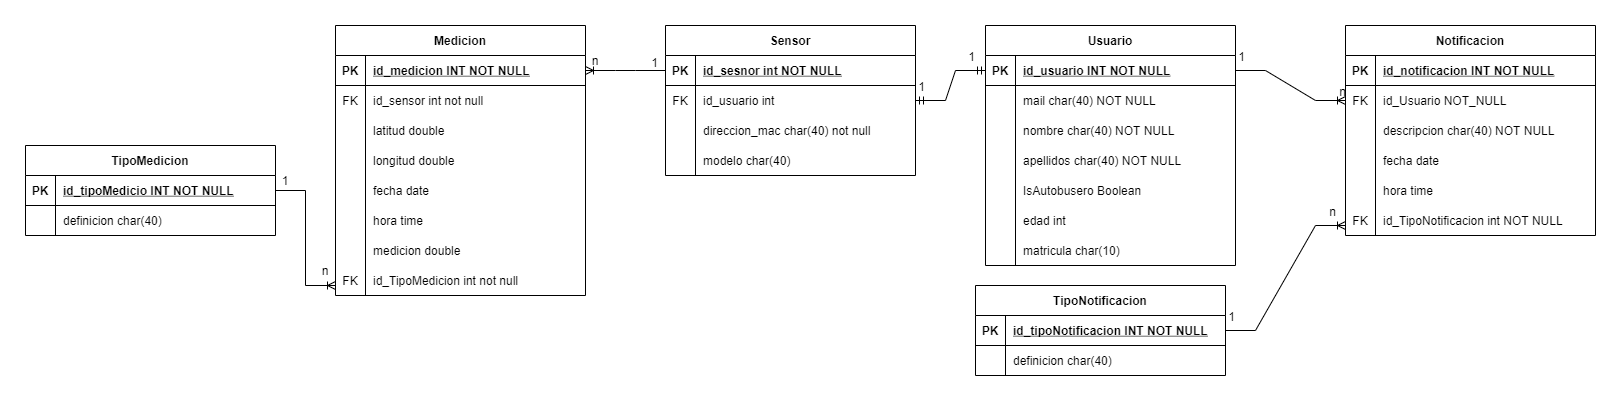 TipoMedicion
PK id_tipoMedicio INT NOT NULL
definicion char(40)
1
n
Medicion
PK id_medicion INT NOT NULL
FK id_sensor int not null
latitud double
longitud double
fecha date
hora time
medicion double
FK id_TipoMedicion int not null
n
1
Sensor
PK id_sesnor int NOT NULL
FK id_usuario int
direccion_mac char(40) not null
modelo char(40)
1
1
Usuario
PK id_usuario INT NOT NULL
mail char(40) NOT NULL
nombre char(40) NOT NULL
apellidos char(40) NOT NULL
IsAutobusero Boolean
edad int
matricula char(10)
1
n
TipoNotificacion
PK id_tipoNotificacion INT NOT NULL
definicion char(40)
1
n
Notificacion
PK id_notificacion INT NOT NULL
FK id_Usuario NOT_NULL
descripcion char(40) NOT NULL
fecha date
hora time
FK id_TipoNotificacion int NOT NULL